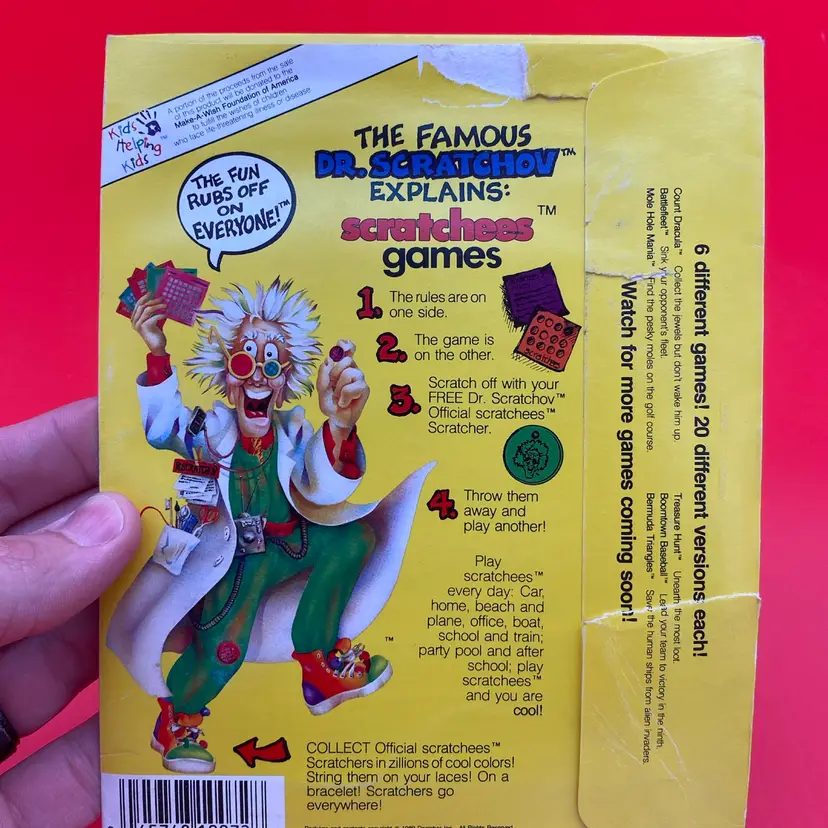 Kids
Helping
Kids™
A portion of the proceeds from the sale
of this product will be donated to the
Make-A-Wish Foundation of America
to fulfill the wishes of children
who face life-threatening illness or disease
THE FUN
RUBS OFF
ON
EVERYONE!™
THE FAMOUS
DR. SCRATCHOV™
EXPLAINS:
scratchees™
games
1. The rules are on
one side.
2. The game is
on the other.
3. Scratch off with your
FREE Dr. Scratchov™
Official scratchees™
Scratcher.
4. Throw them
away and
play another!
Play
scratchees™
every day: Car,
home, beach and
plane, office, boat,
school and train;
party pool and after
school; play
scratchees™
and you are
cool!
™
COLLECT Official scratchees™
Scratchers in zillions of cool colors!
String them on your laces! On a
bracelet! Scratchers go
everywhere!
6 different games! 20 different versions each!
Count Dracula™ Collect the jewels but don't wake him up.
Battlefleet™ Sink your opponent's fleet.
Mole Hole Mania™ Find the pesky moles on the golf course.
Treasure Hunt™ Unearth the most loot.
Boomtown Baseball™ Lead your team to victory in the ninth.
Bermuda Triangles™ Save the human ships from alien invaders.
Watch for more games coming soon!